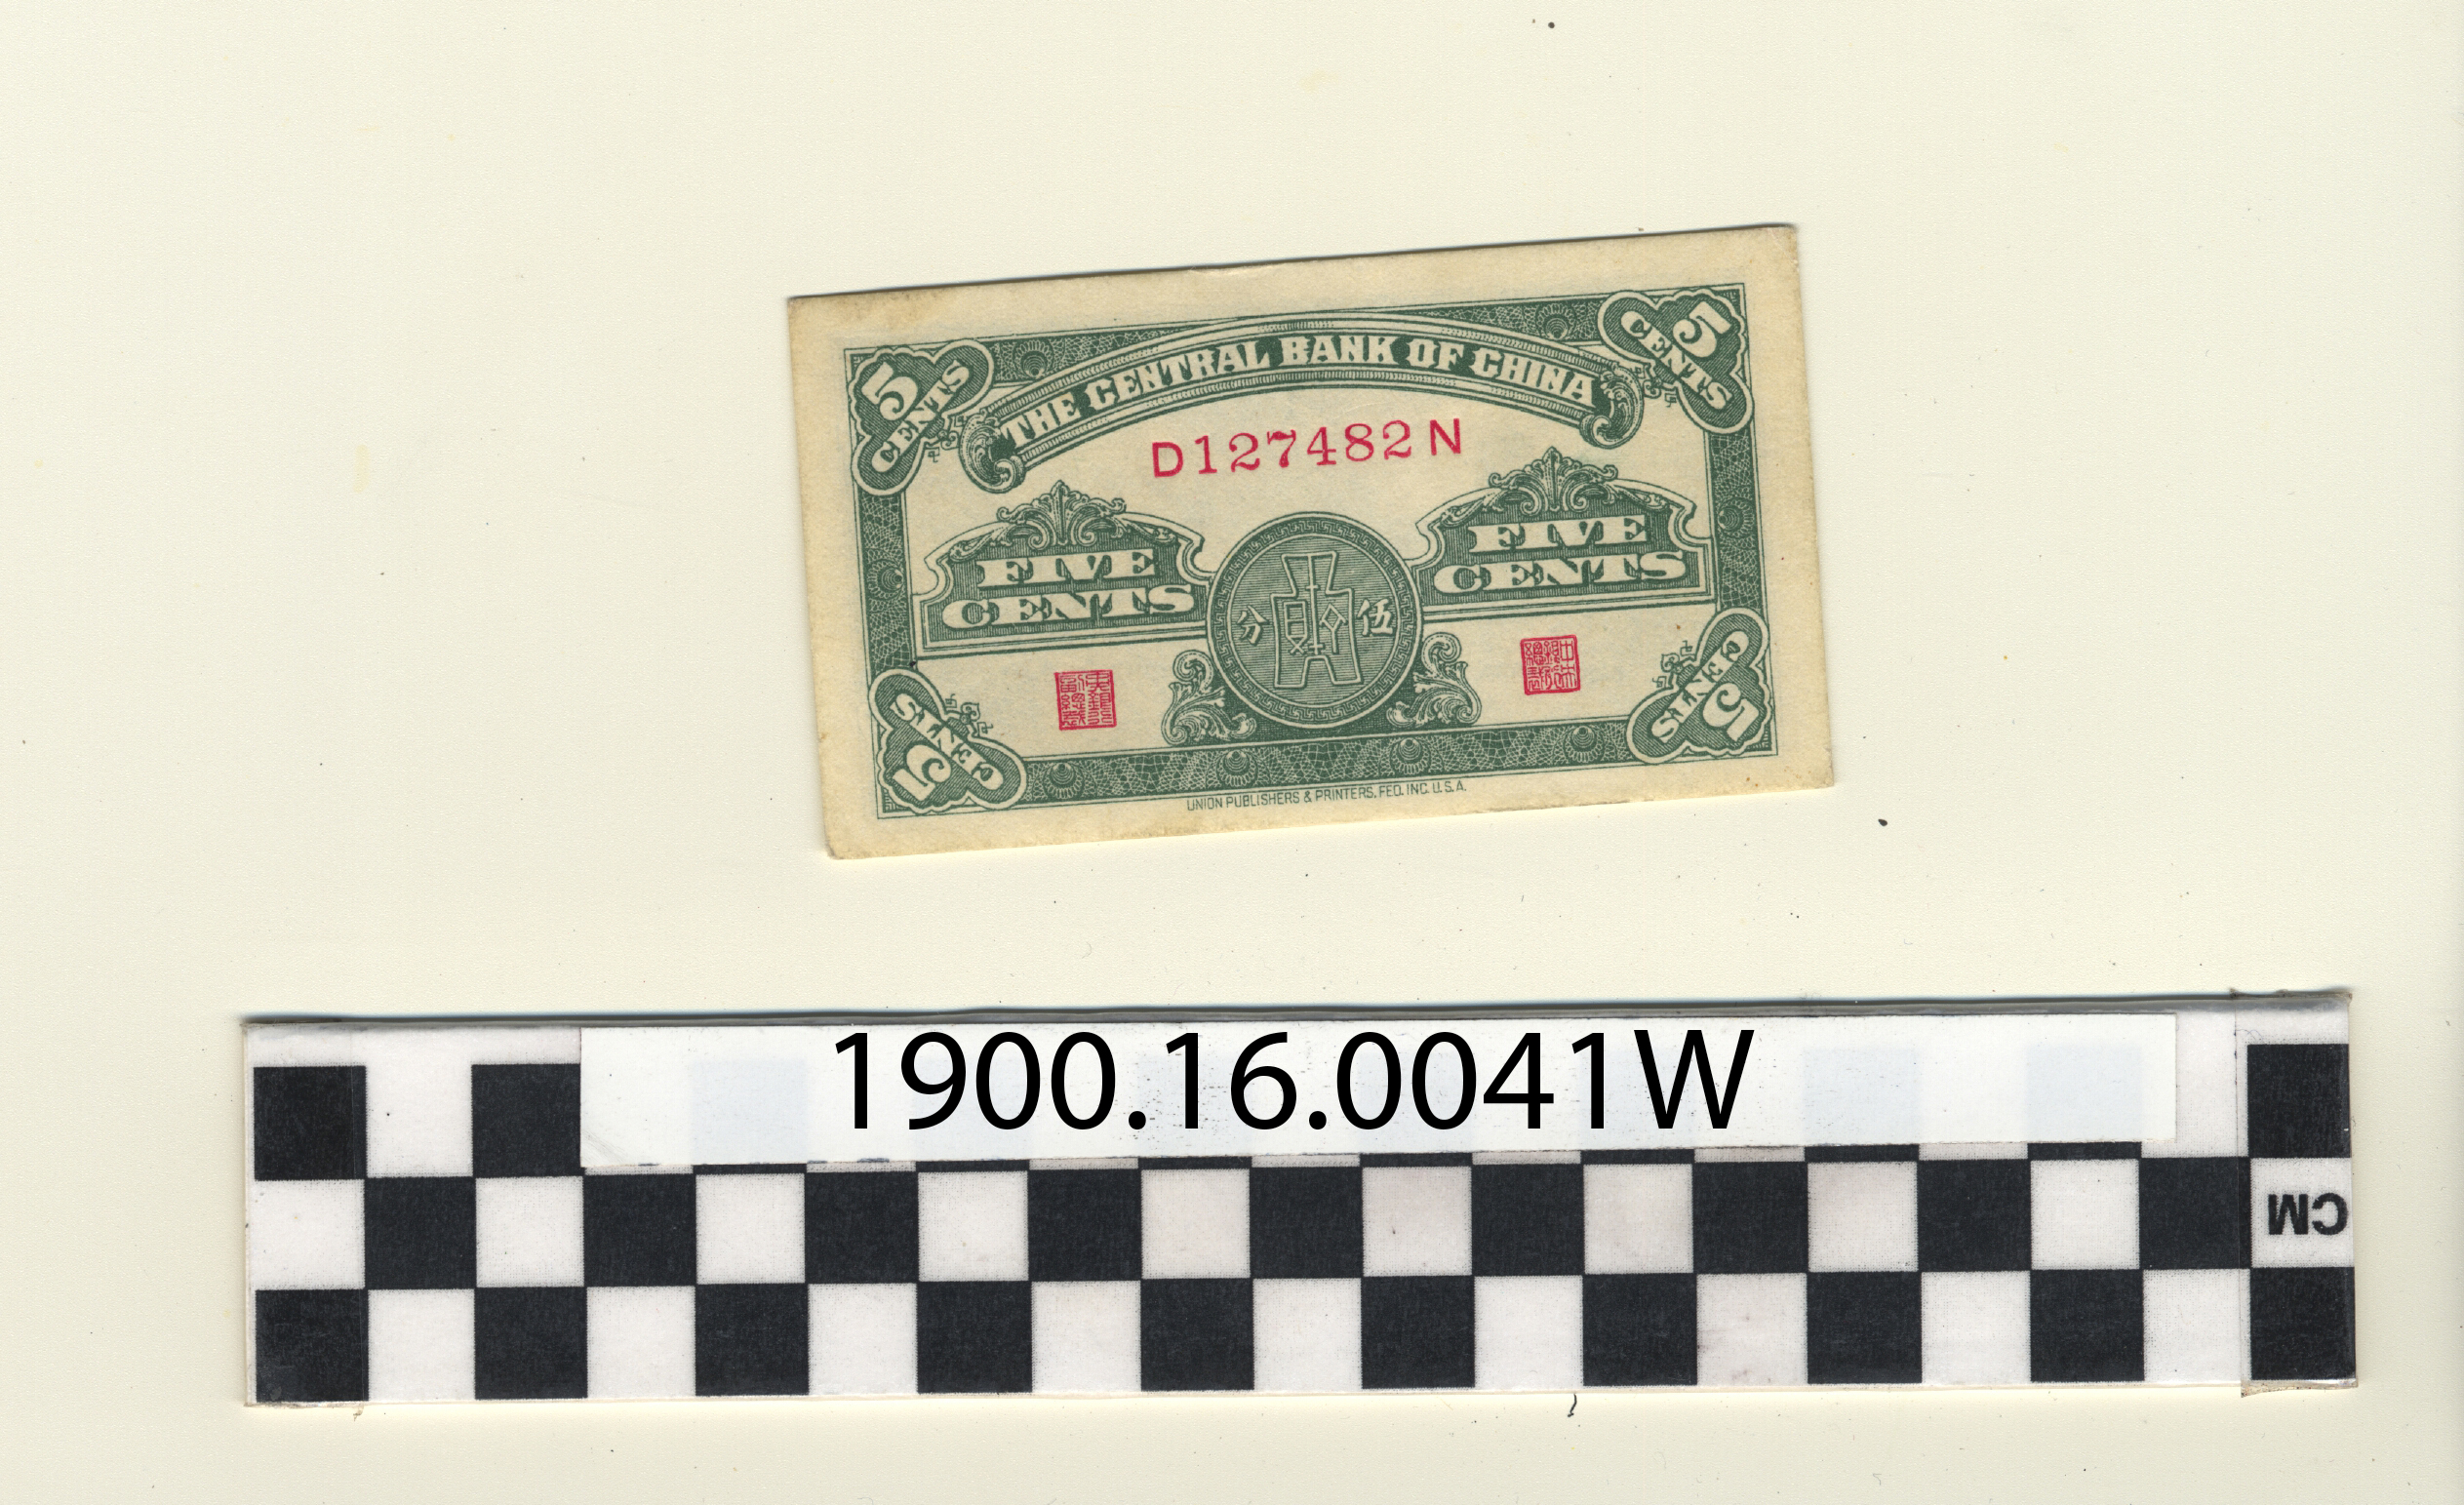 5
CENTS
THE CENTRAL BANK OF CHINA
5
CENTS
D127482N
FIVE
CENTS
FIVE
CENTS
分
伍
CENTS
5
CENTS
5
UNION PUBLISHERS & PRINTERS, FED. INC. U.S.A.
1900.16.0041W
CM